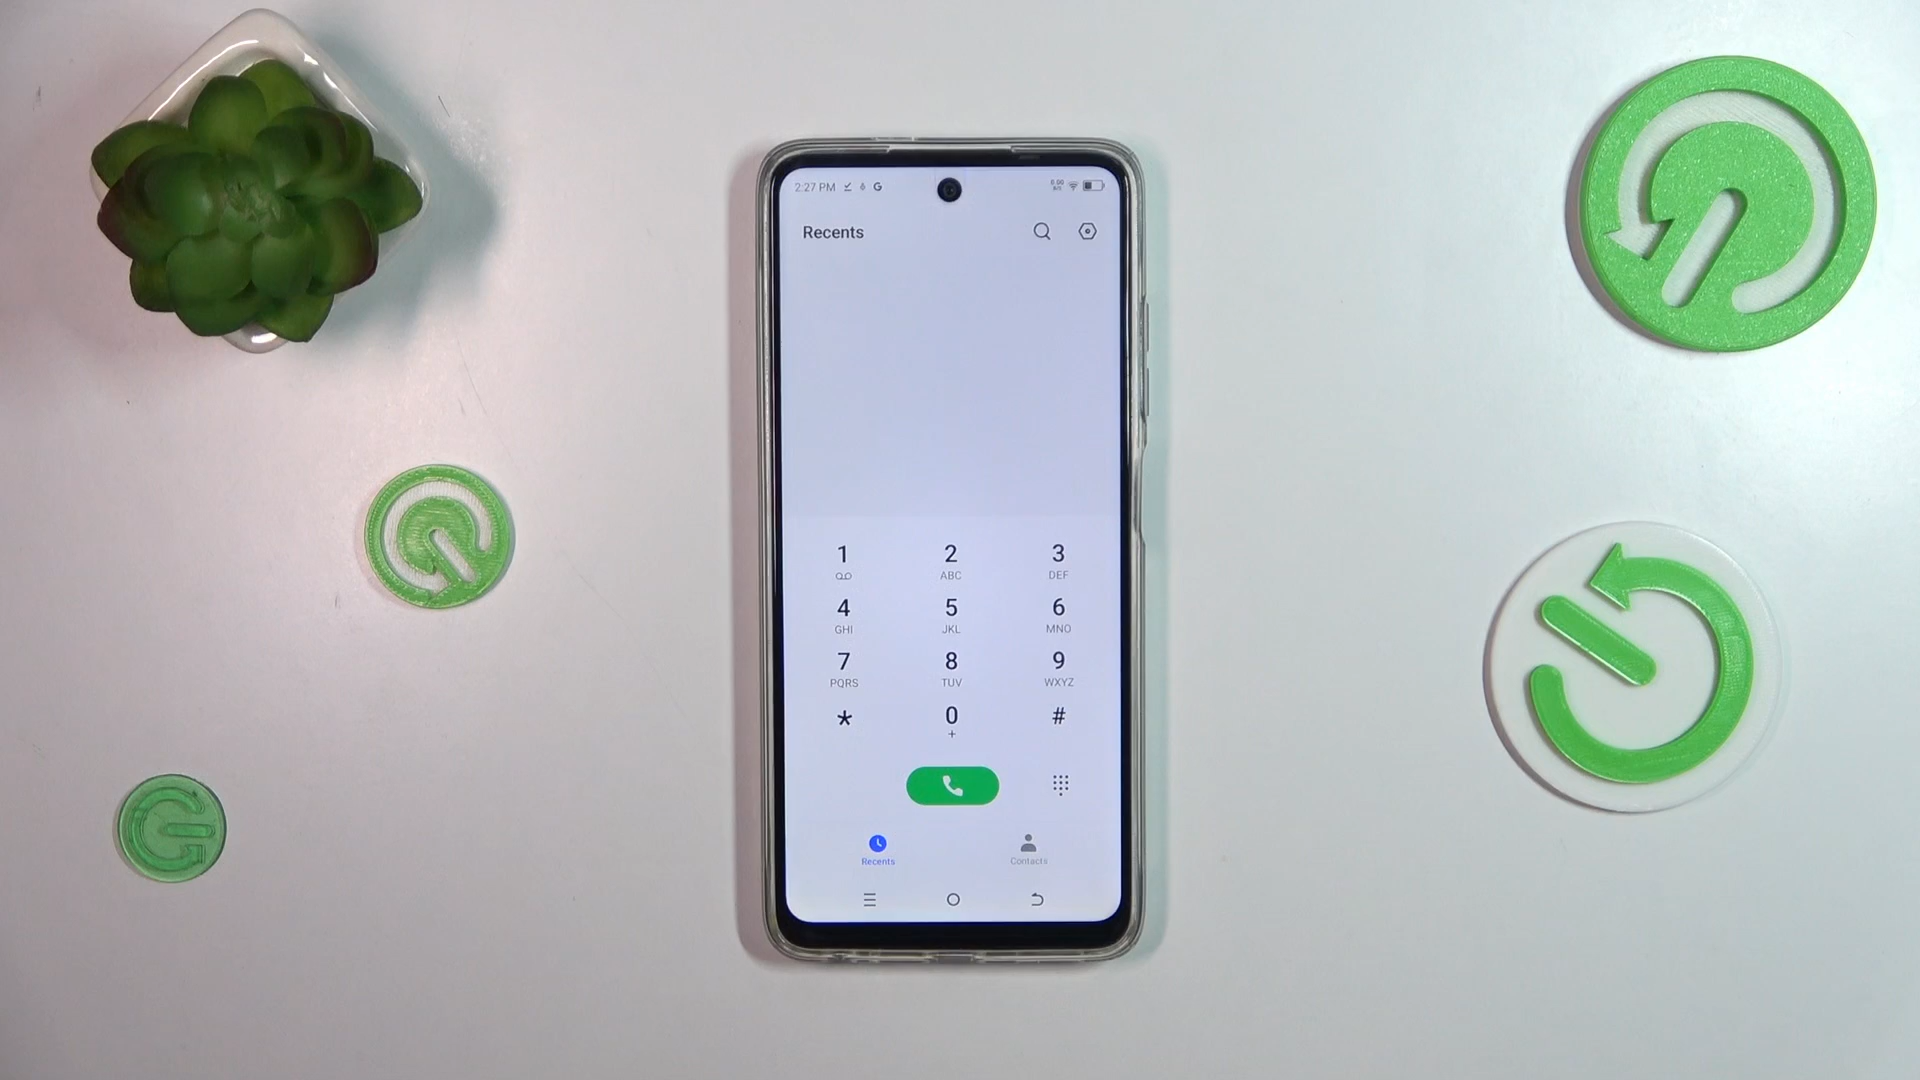 2:27 PM
Recents
1 2 3
ABC DEF
4 5 6
GHI JKL MNO
7 8 9
PQRS TUV WXYZ
* 0 #
+
Recents Contacts